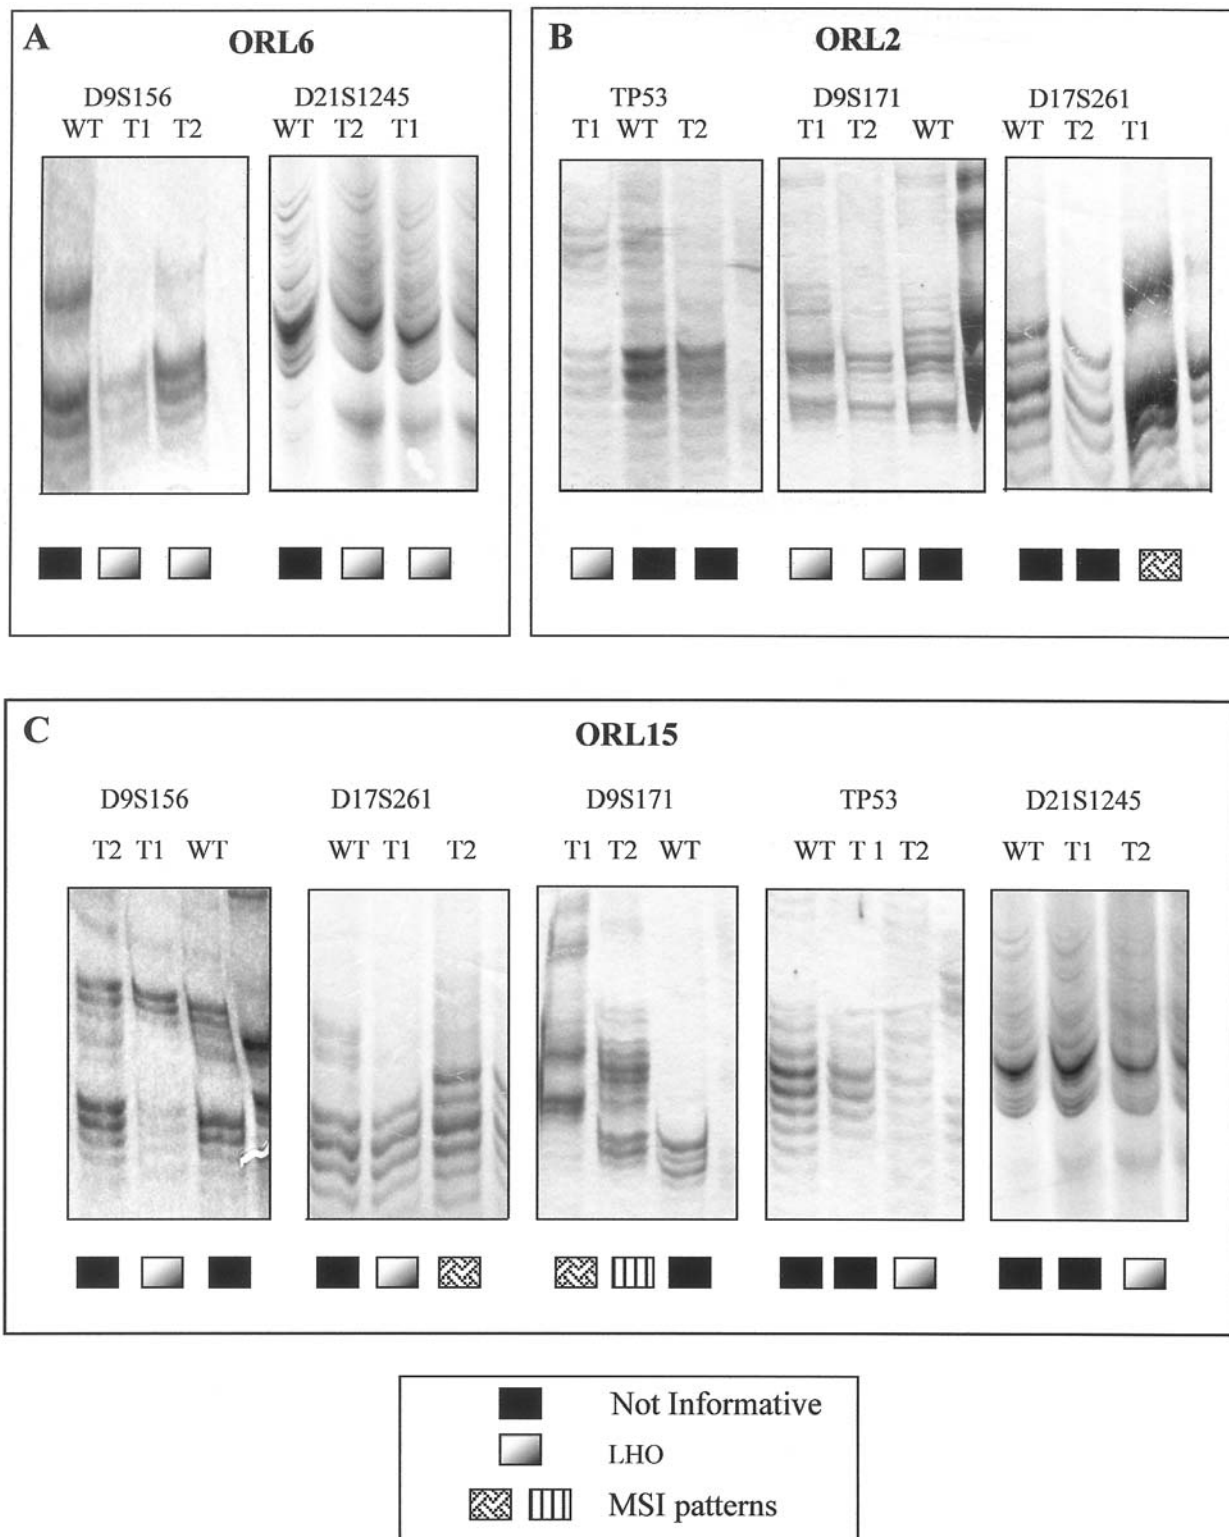 A
ORL6
D9S156
WT T1 T2
D21S1245
WT T2 T1
B
ORL2
TP53
T1 WT T2
D9S171
T1 T2 WT
D17S261
WT T2 T1
C
ORL15
D9S156
T2 T1 WT
D17S261
WT T1 T2
D9S171
T1 T2 WT
TP53
WT T 1 T2
D21S1245
WT T1 T2
Not Informative
LHO
MSI patterns